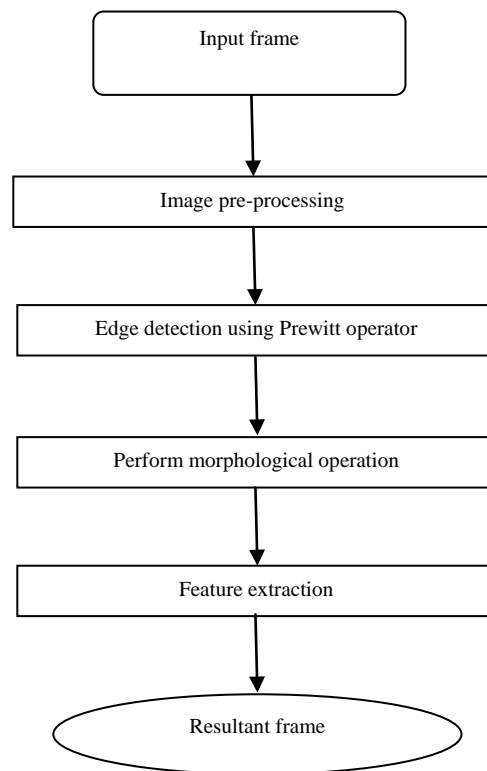 Input frame
Image pre-processing
Edge detection using Prewitt operator
Perform morphological operation
Feature extraction
Resultant frame